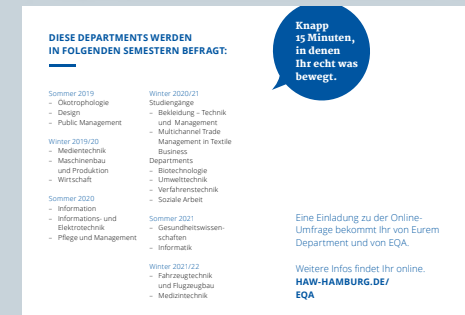 DIESE DEPARTMENTS WERDEN
IN FOLGENDEN SEMESTERN BEFRAGT:
Knapp
15 Minuten,
in denen
Ihr echt was
bewegt.
Sommer 2019
– Ökotrophologie
– Design
– Public Management
Winter 2019/20
– Medientechnik
– Maschinenbau
und Produktion
– Wirtschaft
Sommer 2020
– Information
– Informations- und
Elektrotechnik
– Pflege und Management
Winter 2020/21
Studiengänge
– Bekleidung – Technik
und Management
– Multichannel Trade
Management in Textile
Business
Departments
– Biotechnologie
– Umwelttechnik
– Verfahrenstechnik
– Soziale Arbeit
Sommer 2021
– Gesundheitswissen-
schaften
– Informatik
Winter 2021/22
– Fahrzeugtechnik
und Flugzeugbau
– Medizintechnik
Eine Einladung zu der Online-
Umfrage bekommt Ihr von Eurem
Department und von EQA.
Weitere Infos findet Ihr online.
HAW-HAMBURG.DE/
EQA